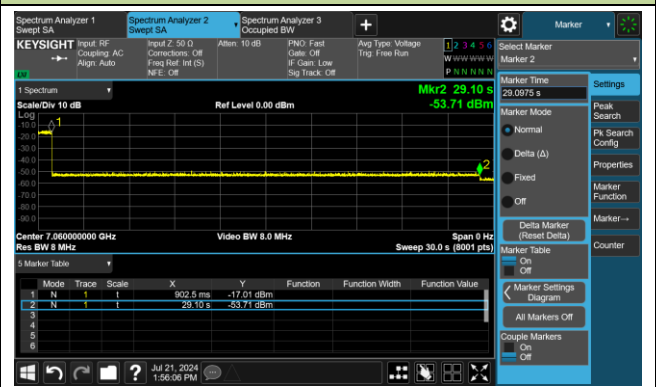 Spectrum Analyzer 1
Swept SA
Spectrum Analyzer 2
Swept SA
Spectrum Analyzer 3
Occupied BW
Marker
KEYSIGHT
Input: RF
Coupling: AC
Align: Auto
Input Z: 50 Ω
Corrections: Off
Freq Ref: Int (S)
NFE: Off
Atten: 10 dB
PNO: Fast
Gate: Off
IF Gain: Low
Sig Track: Off
Avg Type: Voltage
Trig: Free Run
1 2 3 4 5 6
W W W W W W
P N N N N N
Select Marker
Marker 2
1 Spectrum
Mkr2 29.10 s
Scale/Div 10 dB
Ref Level 0.00 dBm
-53.71 dBm
Log
-10.0
-20.0
-30.0
-40.0
-50.0
-60.0
-70.0
-80.0
-90.0
1
2
Center 7.060000000 GHz
Video BW 8.0 MHz
Span 0 Hz
Res BW 8 MHz
Sweep 30.0 s (8001 pts)
5 Marker Table
Mode Trace Scale X Y Function Function Width Function Value
1 N 1 t 902.5 ms -17.01 dBm
2 N 1 t 29.10 s -53.71 dBm
3
4
5
6
Marker Time
29.0975 s
Marker Mode
Normal
Delta (Δ)
Fixed
Off
Delta Marker
(Reset Delta)
Marker Table
On
Off
Marker Settings
Diagram
All Markers Off
Couple Markers
On
Off
Settings
Peak
Search
Pk Search
Config
Properties
Marker
Function
Marker→
Counter
?
Jul 21, 2024
1:56:06 PM